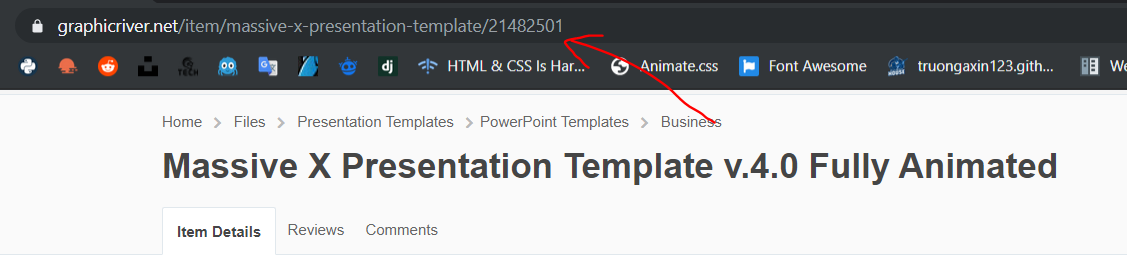 graphicriver.net/item/massive-x-presentation-template/21482501
TECH dj HTML & CSS Is Har... Animate.css Font Awesome HOUSE truongaxin123.gith... We
Home Files Presentation Templates PowerPoint Templates Business
Massive X Presentation Template v.4.0 Fully Animated
Item Details Reviews Comments